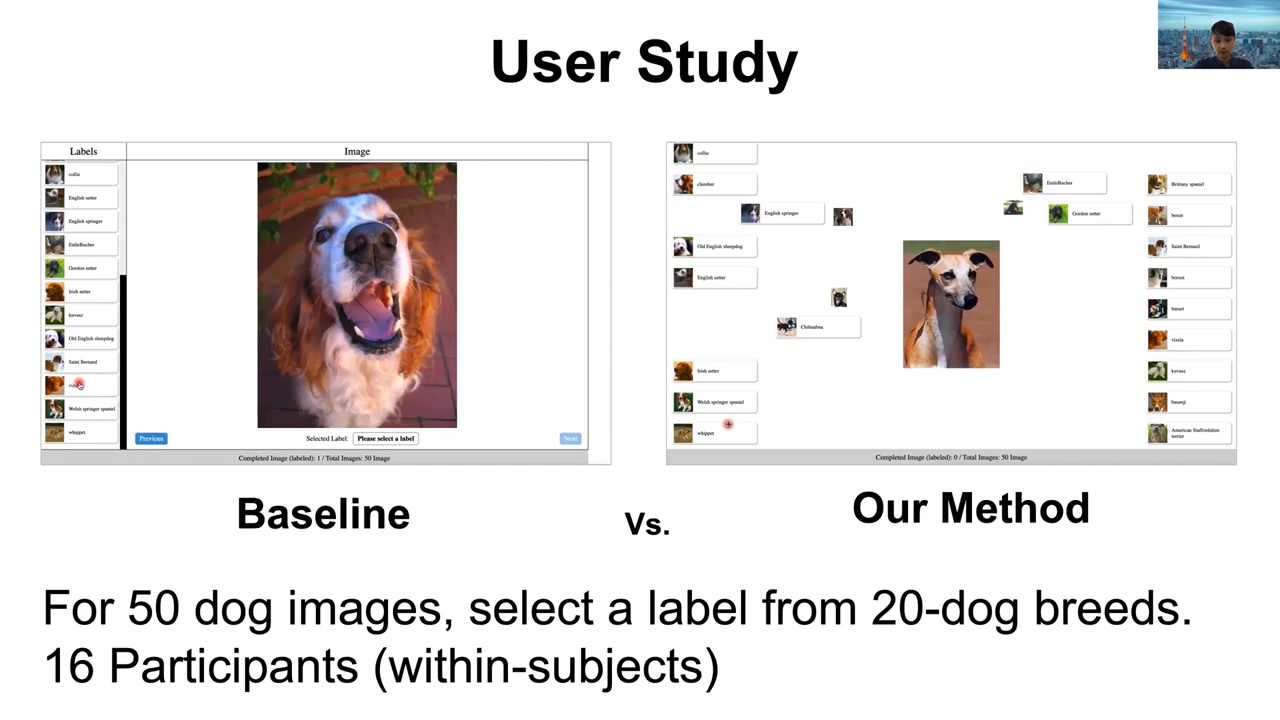 User Study
Labels
Image
collie
English setter
English springer
EntleBucher
Gordon setter
Irish setter
kuvasz
Old English sheepdog
Saint Bernard
Welsh springer spaniel
whippet
Previous
Selected Label:
Please select a label
Next
Completed Image (labeled): 1 / Total Images: 50 Image
collie
clumber
English springer
Old English sheepdog
English setter
Chihuahua
Irish setter
Welsh springer spaniel
whippet
EntleBucher
Gordon setter
Brittany spaniel
boxer
Saint Bernard
borzoi
basset
vizsla
kuvasz
basenji
American Staffordshire
terrier
Completed Image (labeled): 0 / Total Images: 50 Image
Baseline
Vs.
Our Method
For 50 dog images, select a label from 20-dog breeds.
16 Participants (within-subjects)